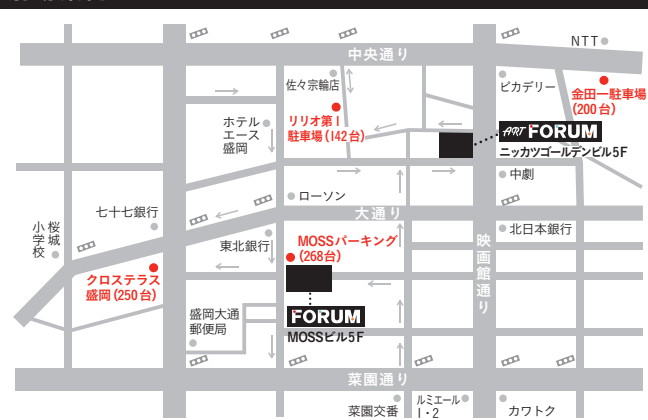 中央通り
NTT
佐々宗輪店
ピカデリー
金田一駐車場
(200台)
リリオ第1
駐車場(142台)
ホテル
エース
盛岡
ART FORUM
ニッカツゴールデンビル5F
中劇
ローソン
大通り
七十七銀行
桜城
小学校
東北銀行
MOSSパーキング
(268台)
北日本銀行
映画館通り
クロステラス
盛岡(250台)
盛岡大通
郵便局
FORUM
MOSSビル5F
菜園通り
菜園交番
ルミエール
1・2
カワトク